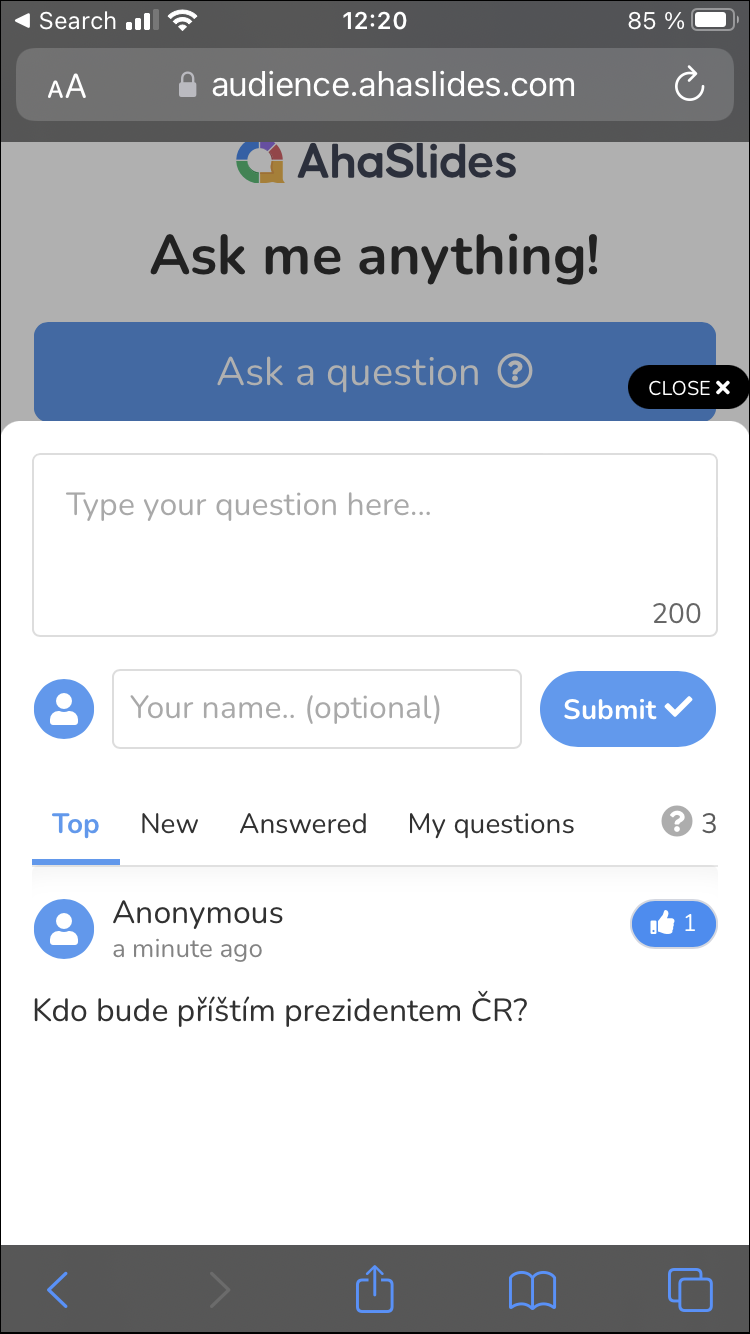 Search 12:20 85 %
AA audience.ahaslides.com
AhaSlides
Ask me anything!
Ask a question ?
CLOSE ×
Type your question here...
200
Your name.. (optional)
Submit
Top New Answered My questions ? 3
Anonymous
1
a minute ago
Kdo bude příštím prezidentem ČR?